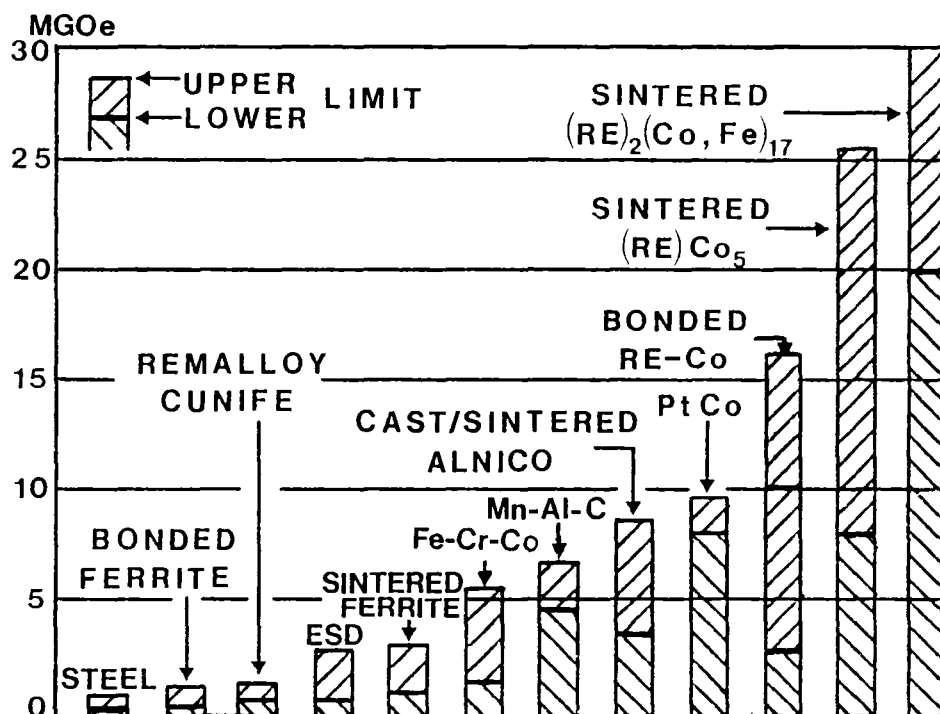 MGOe
30
25
20
15
10
5
0
UPPER
LOWER
LIMIT
SINTERED
(RE)₂(Co, Fe)₁₇
SINTERED
(RE)Co₅
BONDED
RE-Co
PtCo
REMALLOY
CUNIFE
CAST/SINTERED
ALNICO
Mn-Al-C
Fe-Cr-Co
BONDED
FERRITE
SINTERED
FERRITE
ESD
STEEL